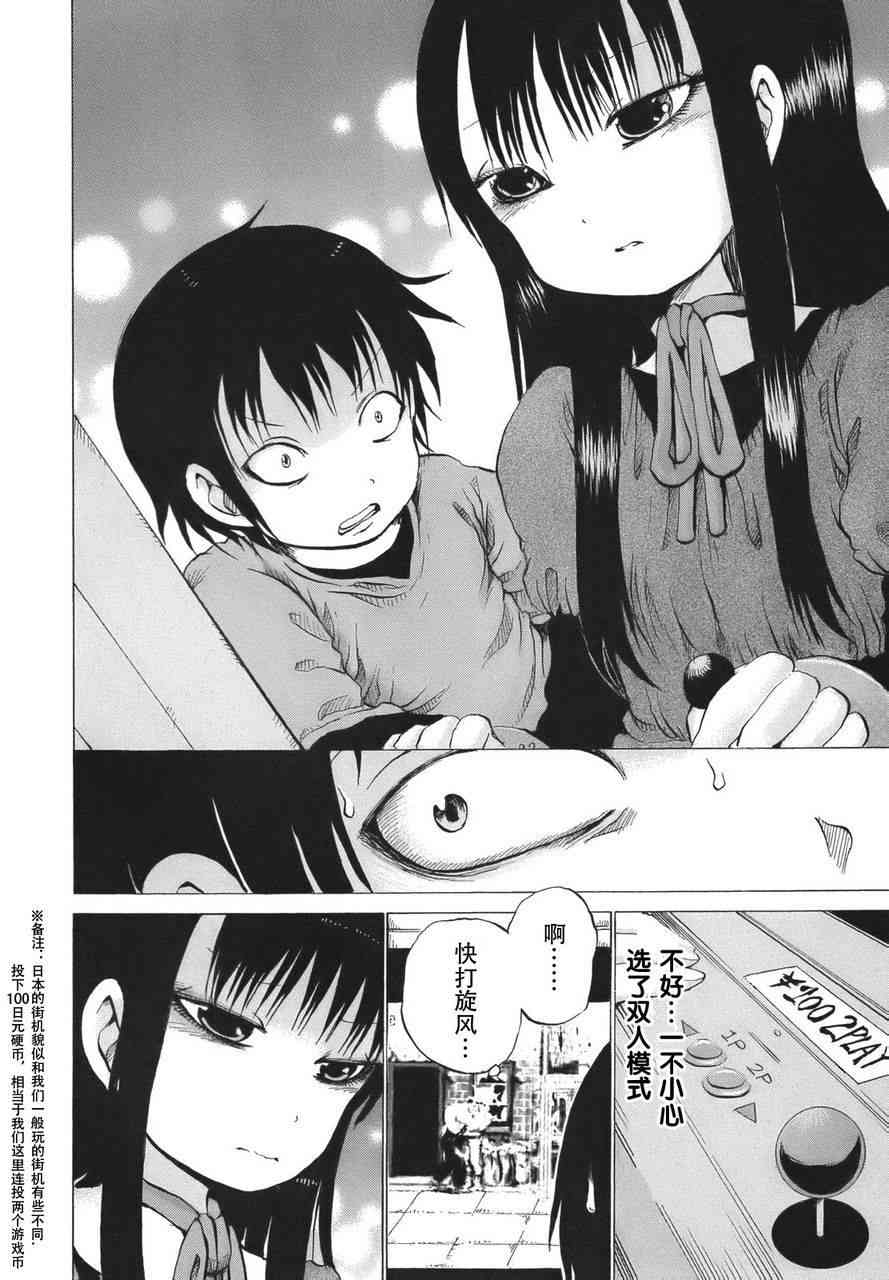 不好…一不小心
选了双人模式
¥100 2PLAY
1P 2P
啊……
快打旋风…
※备注：日本的街机貌似和我们一般玩的街机有些不同.
投下100日元硬币，相当于我们这里连投两个游戏币